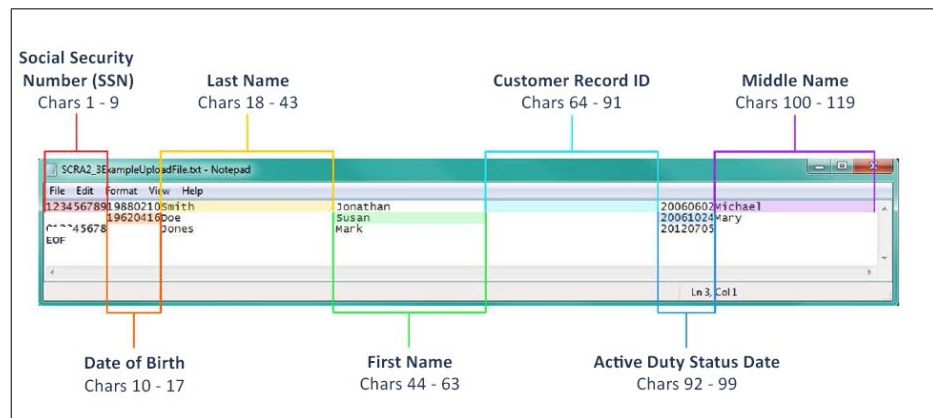 Social Security
Number (SSN)
Chars 1 - 9
Last Name
Chars 18 - 43
Customer Record ID
Chars 64 - 91
Middle Name
Chars 100 - 119
SCRA2_3ExampleUploadFile.txt - Notepad
File Edit Format View Help
12345678919880210Smith Jonathan 20060602Michael
19620416Doe Susan 20061024Mary
012345678 Jones Mark 20120705
EOF
Ln 3, Col 1
Date of Birth
Chars 10 - 17
First Name
Chars 44 - 63
Active Duty Status Date
Chars 92 - 99